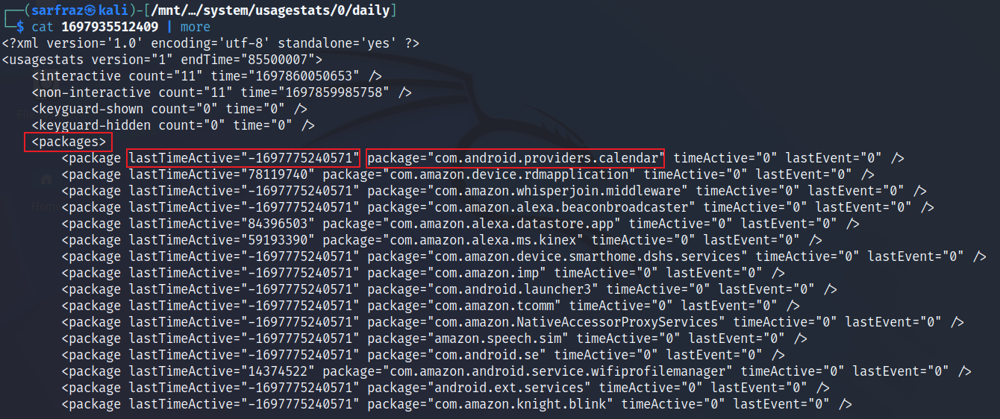 ┌──(sarfraz㉿kali)-[/mnt/…/system/usagestats/0/daily]
└─$ cat 1697935512409 | more
<?xml version='1.0' encoding='utf-8' standalone='yes' ?>
<usagestats version="1" endTime="85500007">
    <interactive count="11" time="1697860050653" />
    <non-interactive count="11" time="1697859985758" />
    <keyguard-shown count="0" time="0" />
    <keyguard-hidden count="0" time="0" />
    <packages>
        <package lastTimeActive="-1697775240571" package="com.android.providers.calendar" timeActive="0" lastEvent="0" />
        <package lastTimeActive="78119740" package="com.amazon.device.rdmapplication" timeActive="0" lastEvent="0" />
        <package lastTimeActive="-1697775240571" package="com.amazon.whisperjoin.middleware" timeActive="0" lastEvent="0" />
        <package lastTimeActive="-1697775240571" package="com.amazon.alexa.beaconbroadcaster" timeActive="0" lastEvent="0" />
        <package lastTimeActive="84396503" package="com.amazon.alexa.datastore.app" timeActive="0" lastEvent="0" />
        <package lastTimeActive="59193390" package="com.amazon.alexa.ms.kinex" timeActive="0" lastEvent="0" />
        <package lastTimeActive="-1697775240571" package="com.amazon.device.smarthome.dshs.services" timeActive="0" lastEvent="0" />
        <package lastTimeActive="-1697775240571" package="com.amazon.imp" timeActive="0" lastEvent="0" />
        <package lastTimeActive="-1697775240571" package="com.android.launcher3" timeActive="0" lastEvent="0" />
        <package lastTimeActive="-1697775240571" package="com.amazon.tcomm" timeActive="0" lastEvent="0" />
        <package lastTimeActive="-1697775240571" package="com.amazon.NativeAccessorProxyServices" timeActive="0" lastEvent="0" />
        <package lastTimeActive="-1697775240571" package="amazon.speech.sim" timeActive="0" lastEvent="0" />
        <package lastTimeActive="-1697775240571" package="com.android.se" timeActive="0" lastEvent="0" />
        <package lastTimeActive="14374522" package="com.amazon.android.service.wifiprofilemanager" timeActive="0" lastEvent="0" />
        <package lastTimeActive="-1697775240571" package="android.ext.services" timeActive="0" lastEvent="0" />
        <package lastTimeActive="-1697775240571" package="com.amazon.knight.blink" timeActive="0" lastEvent="0" />